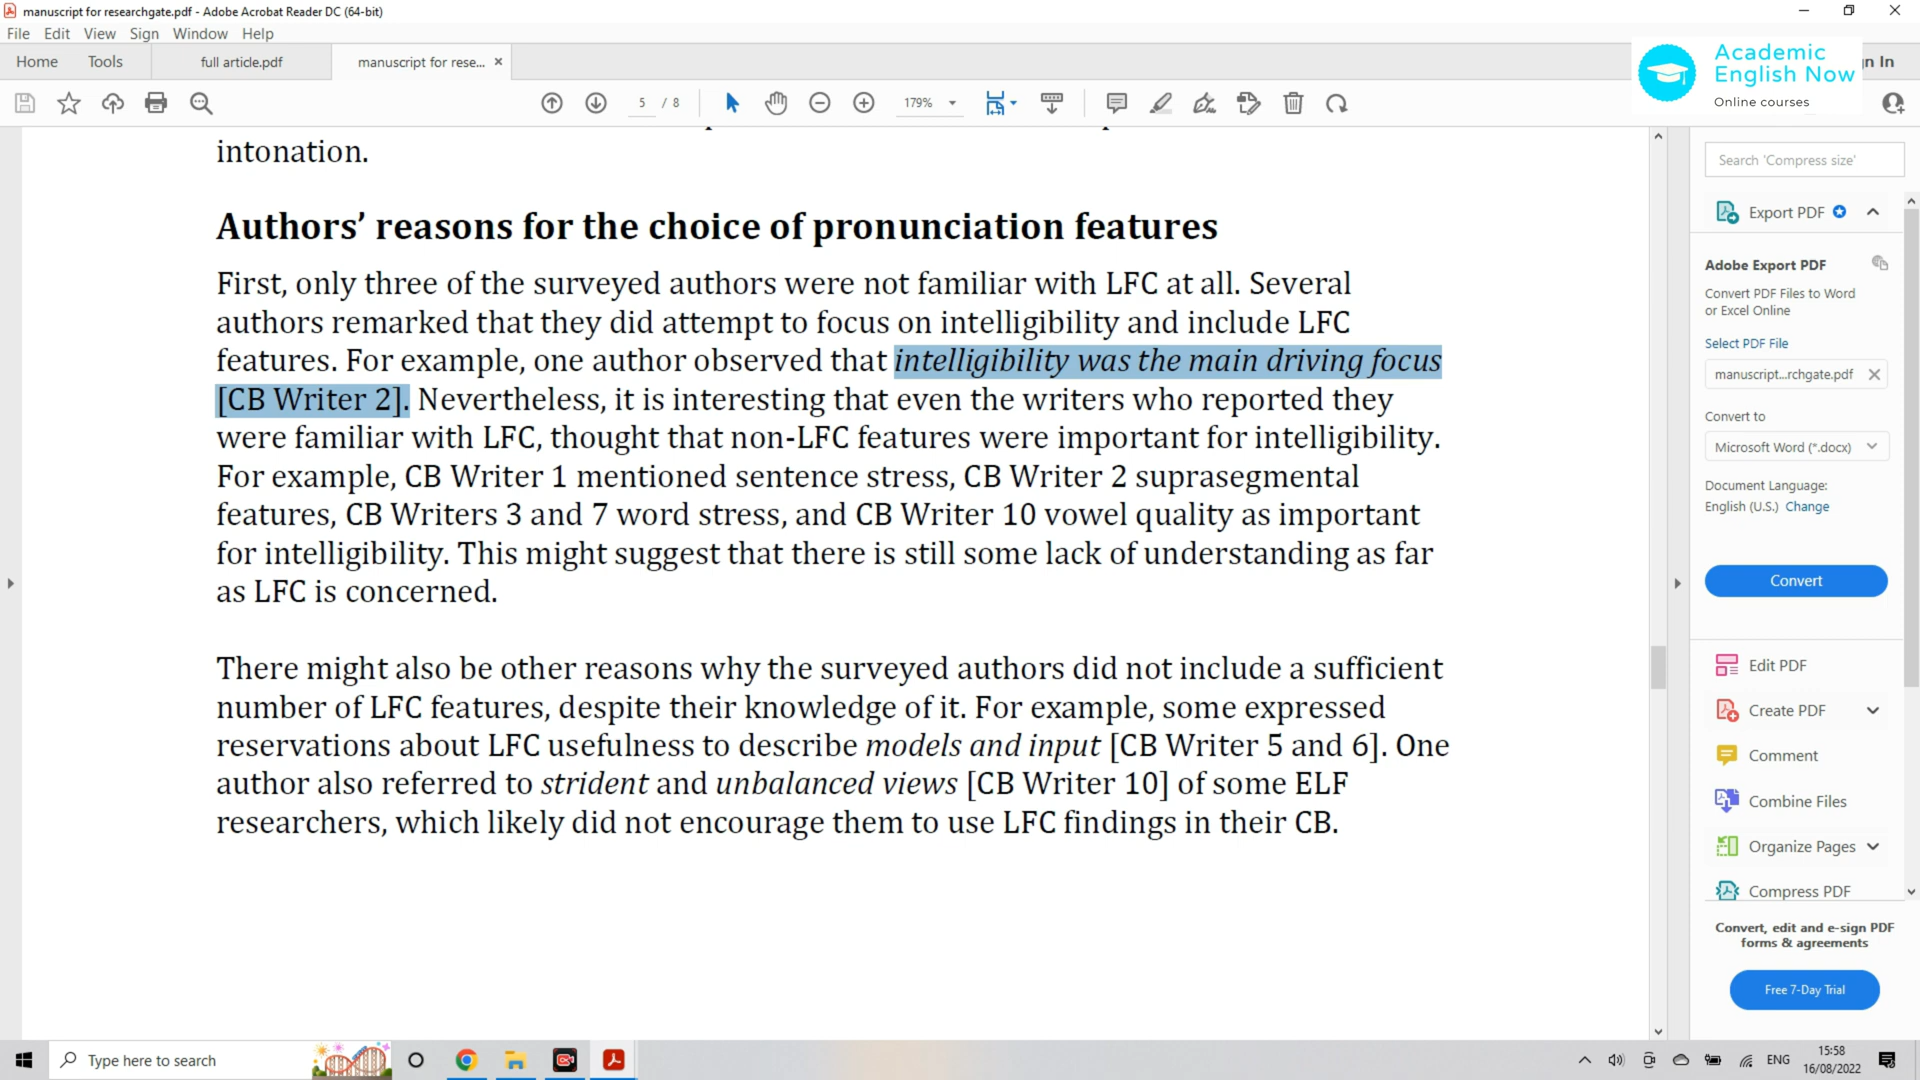 manuscript for researchgate.pdf - Adobe Acrobat Reader DC (64-bit)
File Edit View Sign Window Help
Home Tools full article.pdf manuscript for rese... ×
Academic
English Now
Online courses
n In
5 / 8 179%
intonation.
Authors’ reasons for the choice of pronunciation features
First, only three of the surveyed authors were not familiar with LFC at all. Several
authors remarked that they did attempt to focus on intelligibility and include LFC
features. For example, one author observed that intelligibility was the main driving focus
[CB Writer 2]. Nevertheless, it is interesting that even the writers who reported they
were familiar with LFC, thought that non-LFC features were important for intelligibility.
For example, CB Writer 1 mentioned sentence stress, CB Writer 2 suprasegmental
features, CB Writers 3 and 7 word stress, and CB Writer 10 vowel quality as important
for intelligibility. This might suggest that there is still some lack of understanding as far
as LFC is concerned.
There might also be other reasons why the surveyed authors did not include a sufficient
number of LFC features, despite their knowledge of it. For example, some expressed
reservations about LFC usefulness to describe models and input [CB Writer 5 and 6]. One
author also referred to strident and unbalanced views [CB Writer 10] of some ELF
researchers, which likely did not encourage them to use LFC findings in their CB.
Search 'Compress size'
Export PDF
Adobe Export PDF
Convert PDF Files to Word
or Excel Online
Select PDF File
manuscript...rchgate.pdf
Convert to
Microsoft Word (*.docx)
Document Language:
English (U.S.) Change
Convert
Edit PDF
Create PDF
Comment
Combine Files
Organize Pages
Compress PDF
Convert, edit and e-sign PDF
forms & agreements
Free 7-Day Trial
Type here to search
ENG
15:58
16/08/2022